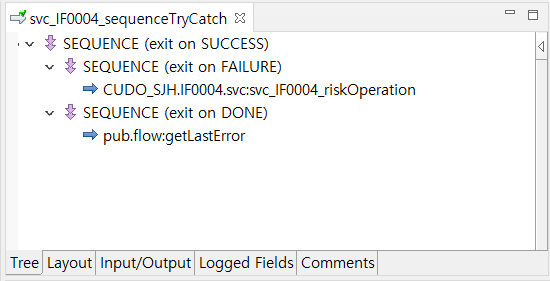 svc_IF0004_sequenceTryCatch
SEQUENCE (exit on SUCCESS)
SEQUENCE (exit on FAILURE)
CUDO_SJH.IF0004.svc:svc_IF0004_riskOperation
SEQUENCE (exit on DONE)
pub.flow:getLastError
Tree Layout Input/Output Logged Fields Comments